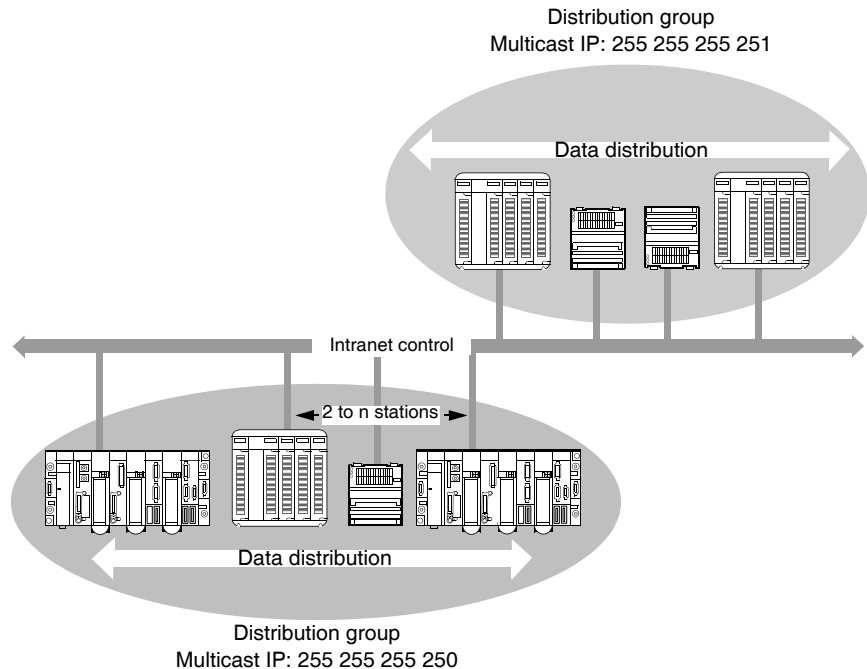 Distribution group
Multicast IP: 255 255 255 251
Data distribution
Intranet control
2 to n stations
Data distribution
Distribution group
Multicast IP: 255 255 255 250